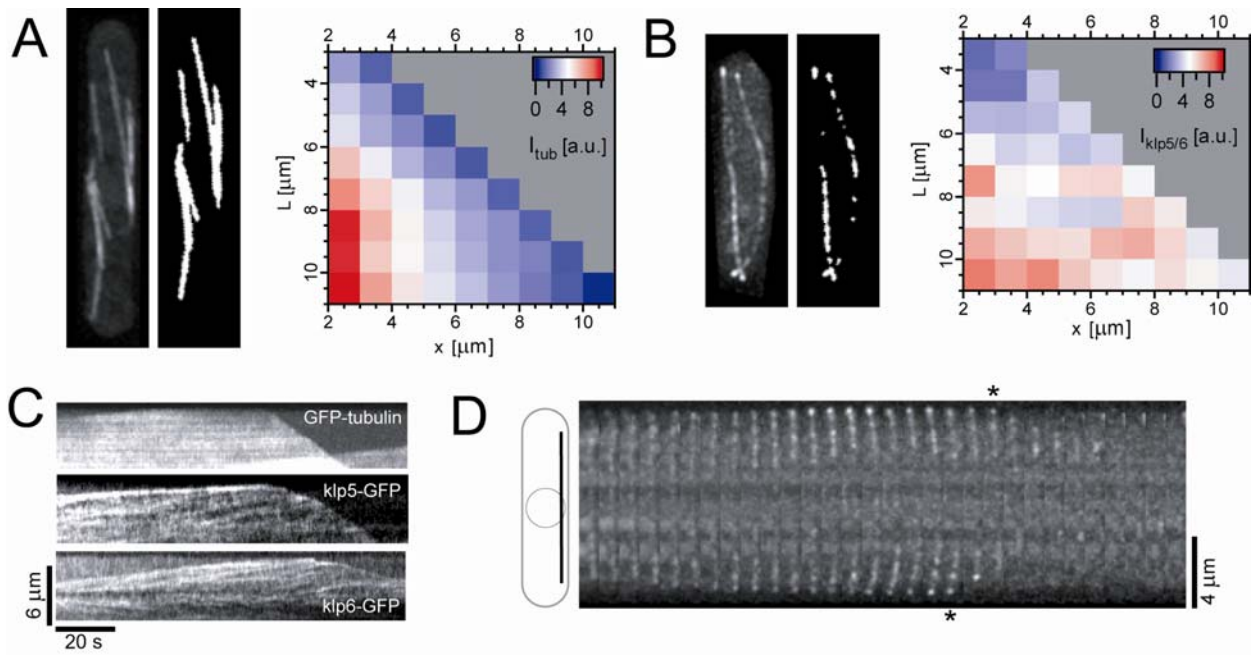 A
2 4 6 8 10
4 6 8 10
L [μm]
0 4 8
I tub [a.u.]
2 4 6 8 10
x [μm]
B
2 4 6 8 10
4 6 8 10
L [μm]
0 4 8
I klp5/6 [a.u.]
2 4 6 8 10
x [μm]
C
GFP-tubulin
klp5-GFP
klp6-GFP
6 μm
20 s
D
*
4 μm
*